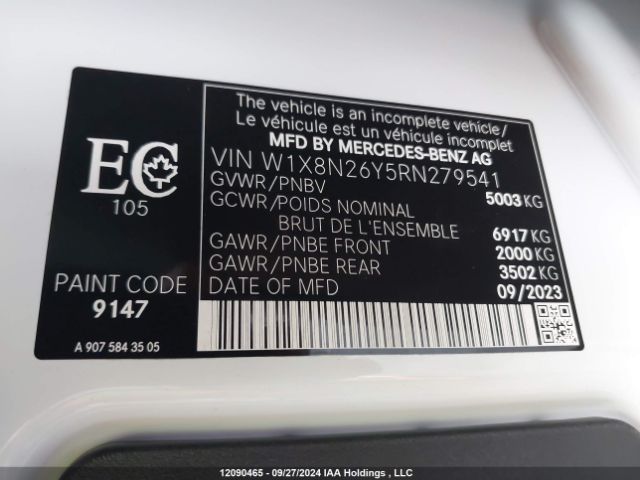 The vehicle is an incomplete vehicle/
Le véhicule est un véhicule incomplet
MFD BY MERCEDES-BENZ AG
VIN W1X8N26Y5RN279541
GVWR/PNBV 5003 KG
GCWR/POIDS NOMINAL
BRUT DE L'ENSEMBLE 6917 KG
GAWR/PNBE FRONT 2000 KG
GAWR/PNBE REAR 3502 KG
DATE OF MFD 09/2023
EC
105
PAINT CODE
9147
A 907 584 35 05
12090465 - 09/27/2024 IAA Holdings , LLC